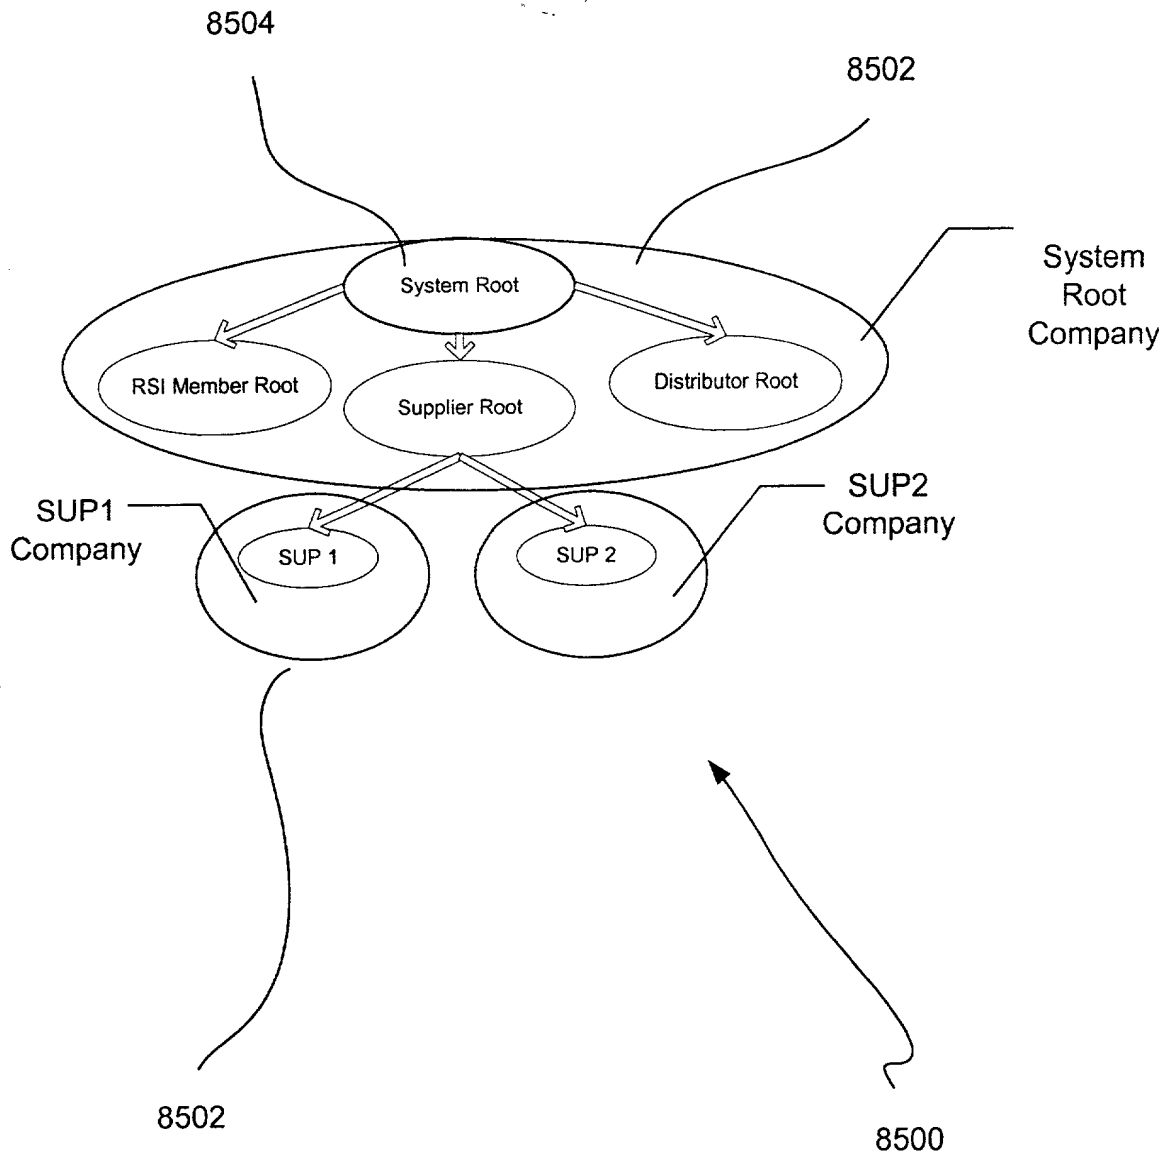 8504
8502
System Root
System
Root
Company
RSI Member Root
Supplier Root
Distributor Root
SUP1
Company
SUP 1
SUP 2
SUP2
Company
8502
8500